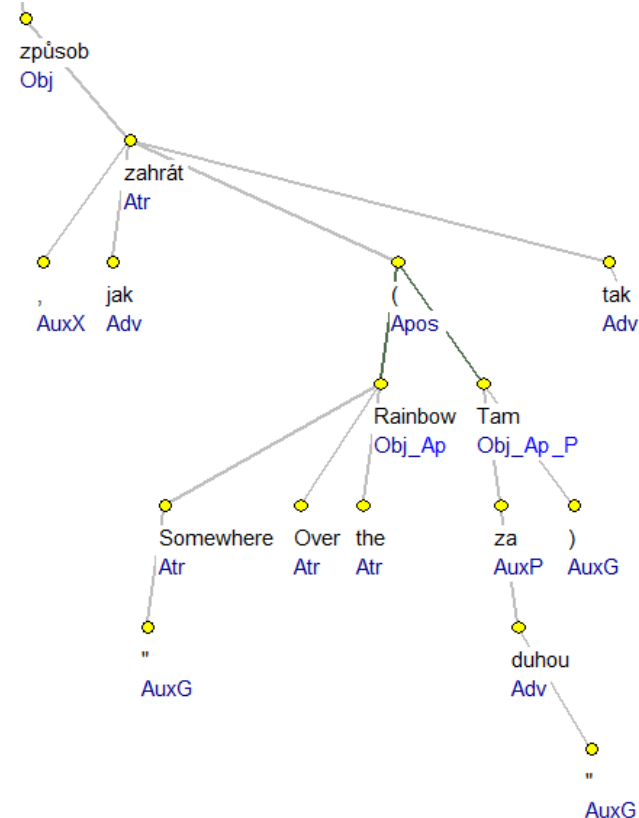 způsob
Obj
zahrát
Atr
, jak ( tak
AuxX Adv Apos Adv
Rainbow Tam
Obj_Ap Obj_Ap_P
Somewhere Over the za )
Atr Atr Atr AuxP AuxG
" duhou
AuxG Adv
"
AuxG